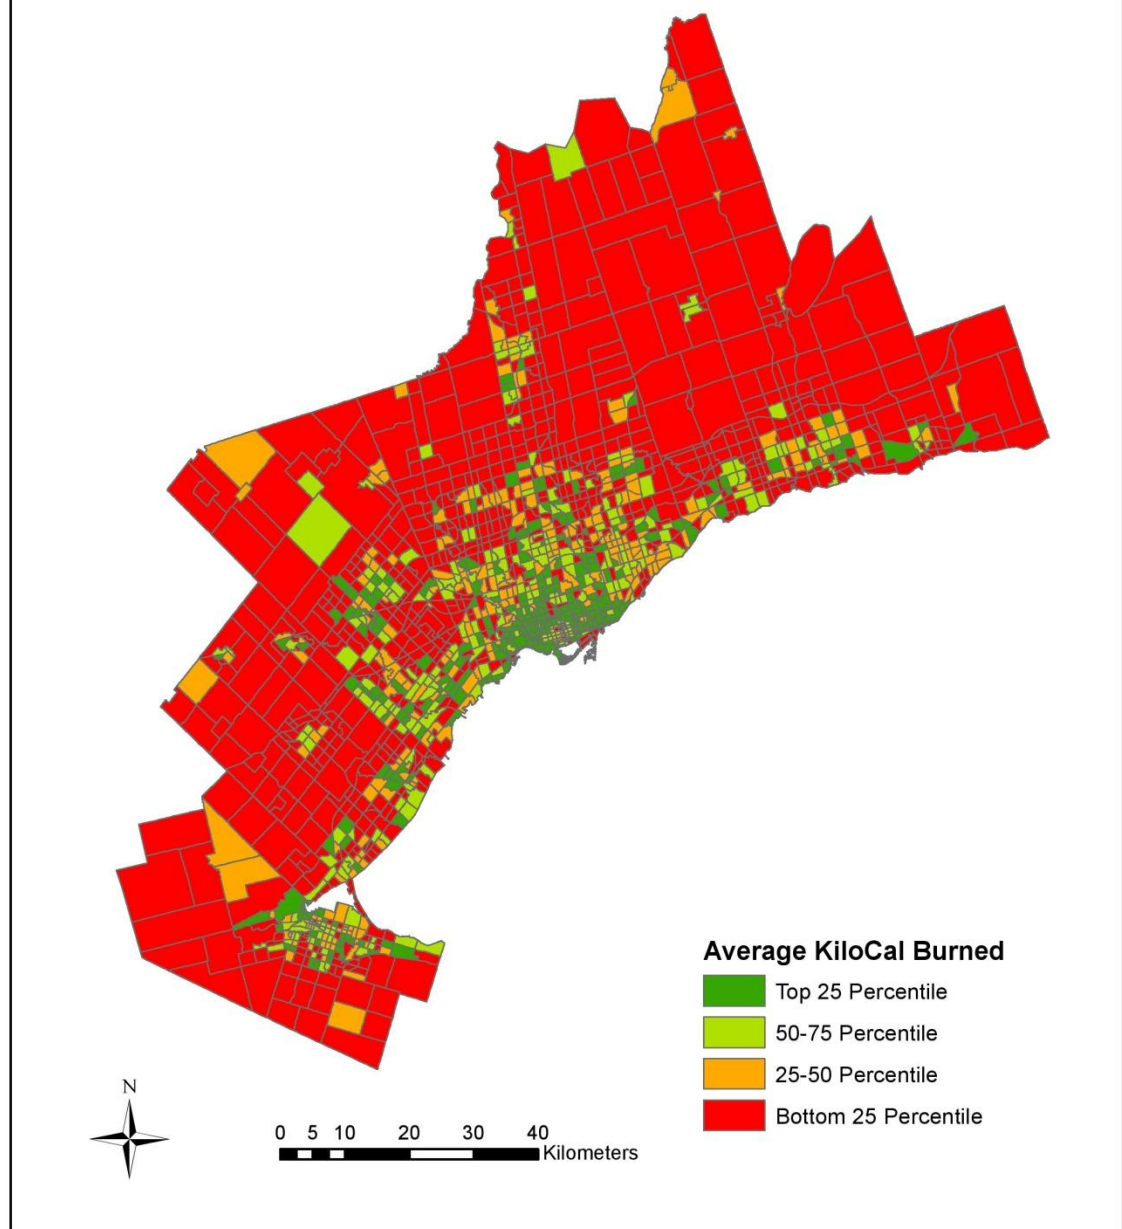 Average KiloCal Burned
Top 25 Percentile
50-75 Percentile
25-50 Percentile
Bottom 25 Percentile
N
0 5 10 20 30 40
Kilometers